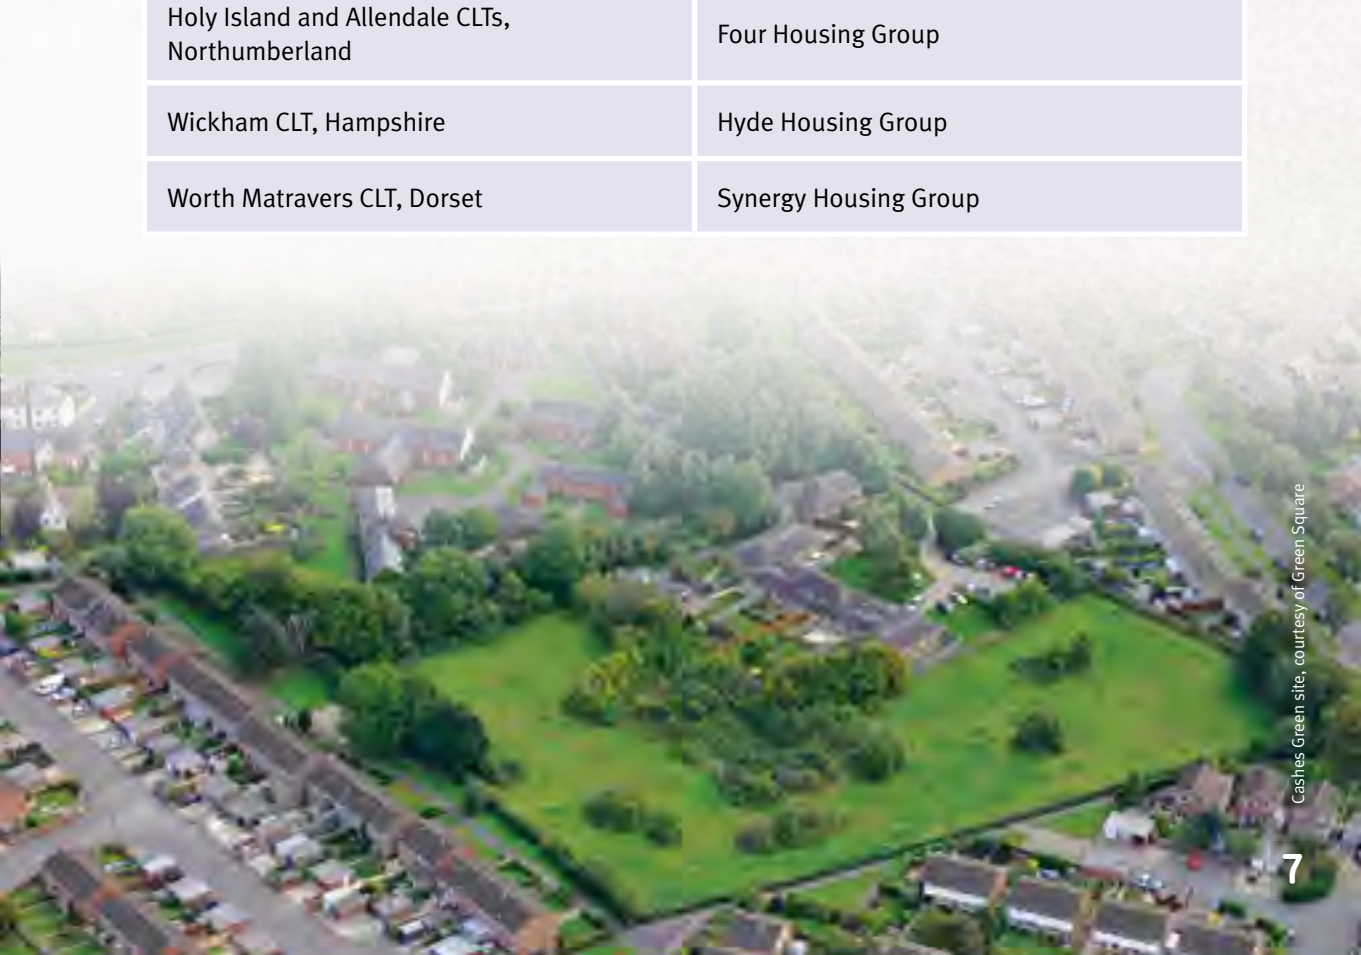 Holy Island and Allendale CLTs,
Northumberland
Four Housing Group
Wickham CLT, Hampshire
Hyde Housing Group
Worth Matravers CLT, Dorset
Synergy Housing Group
Cashes Green site, courtesy of Green Square
7